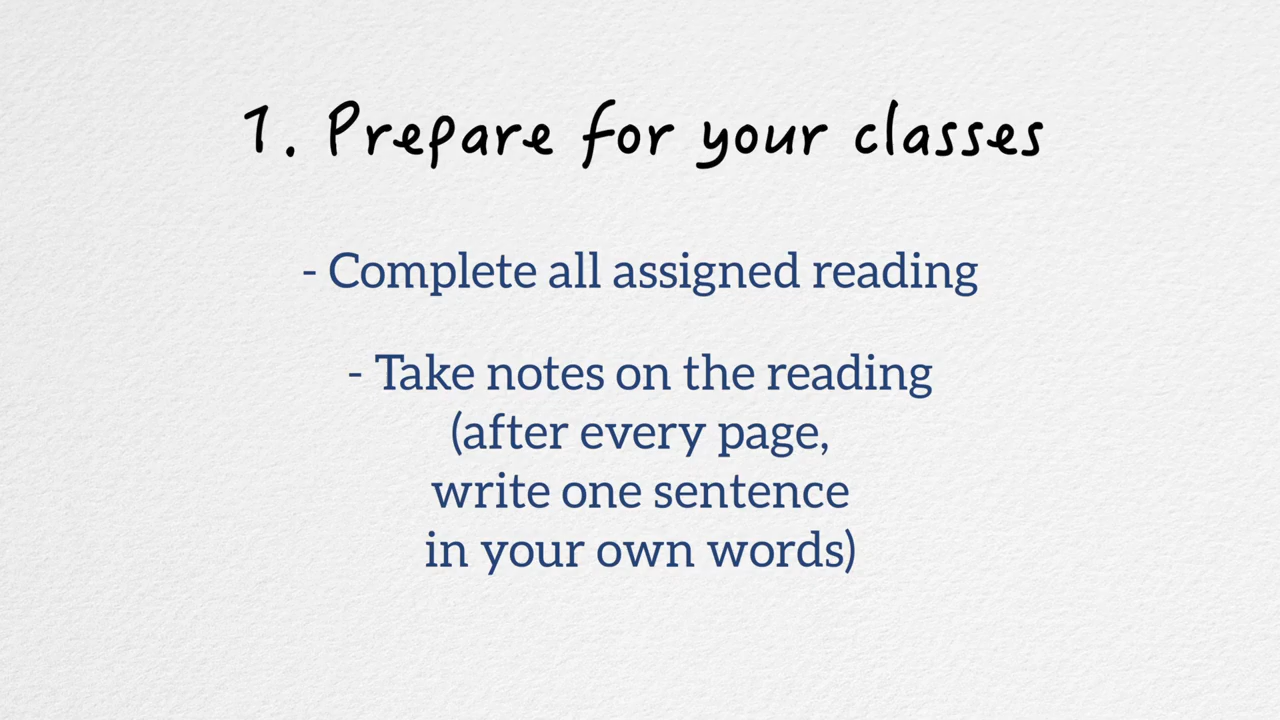 1. Prepare for your classes
- Complete all assigned reading
- Take notes on the reading
(after every page,
write one sentence
in your own words)